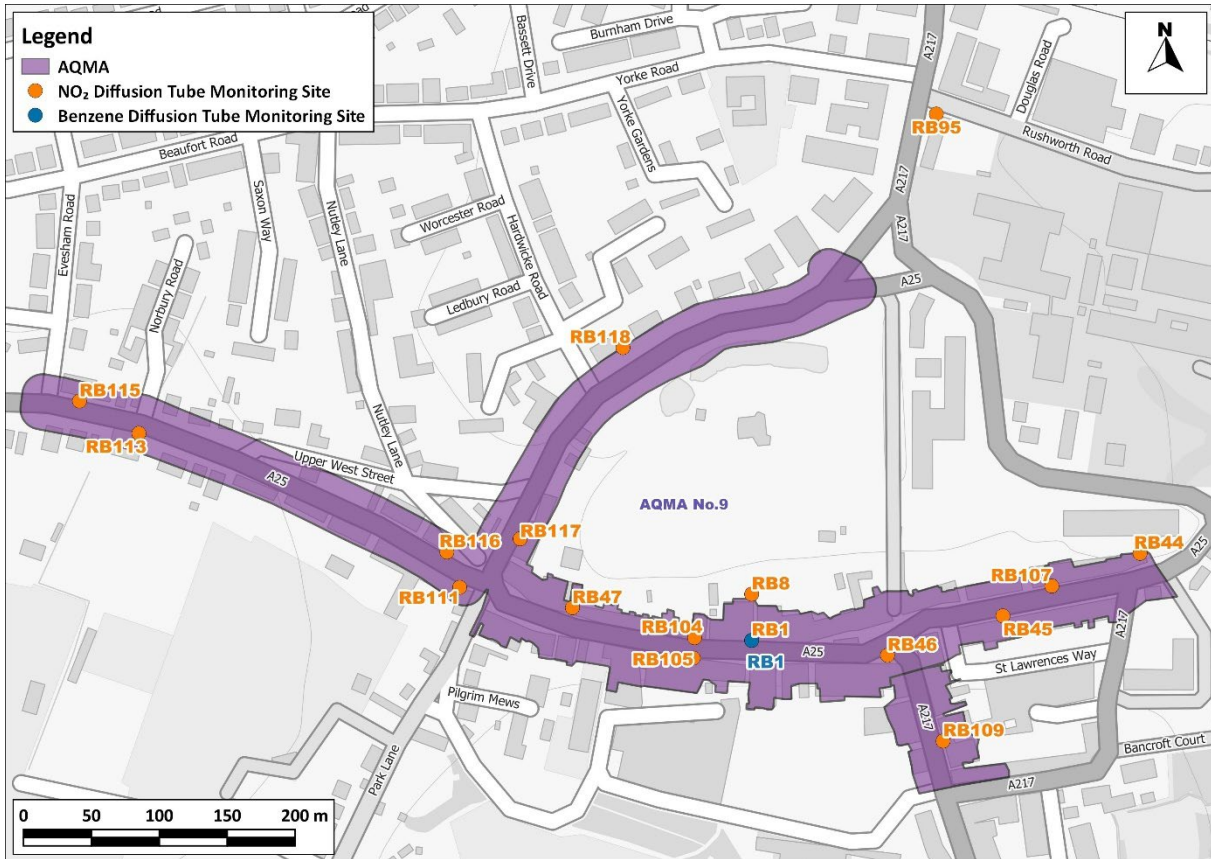 Legend
AQMA
NO₂ Diffusion Tube Monitoring Site
Benzene Diffusion Tube Monitoring Site
N
Bassett Drive
Burnham Drive
A217
Yorke Road
Douglas Road
RB95
Rushworth Road
Yorke Gardens
Beaufort Road
A217
Evesham Road
Saxon Way
Nutley Lane
Worcester Road
Hardwicke Road
A217
Norbury Road
Ledbury Road
A25
RB118
RB115
RB113
Nutley Lane
Upper West Street
A25
AQMA No.9
RB117
RB116
RB44
A25
RB111
RB47
RB8
RB107
RB104
RB1
RB45
RB105
RB1
A25
RB46
A217
St Lawrences Way
Pilgrim Mews
A217
RB109
Park Lane
Bancroft Court
A217
0 50 100 150 200 m